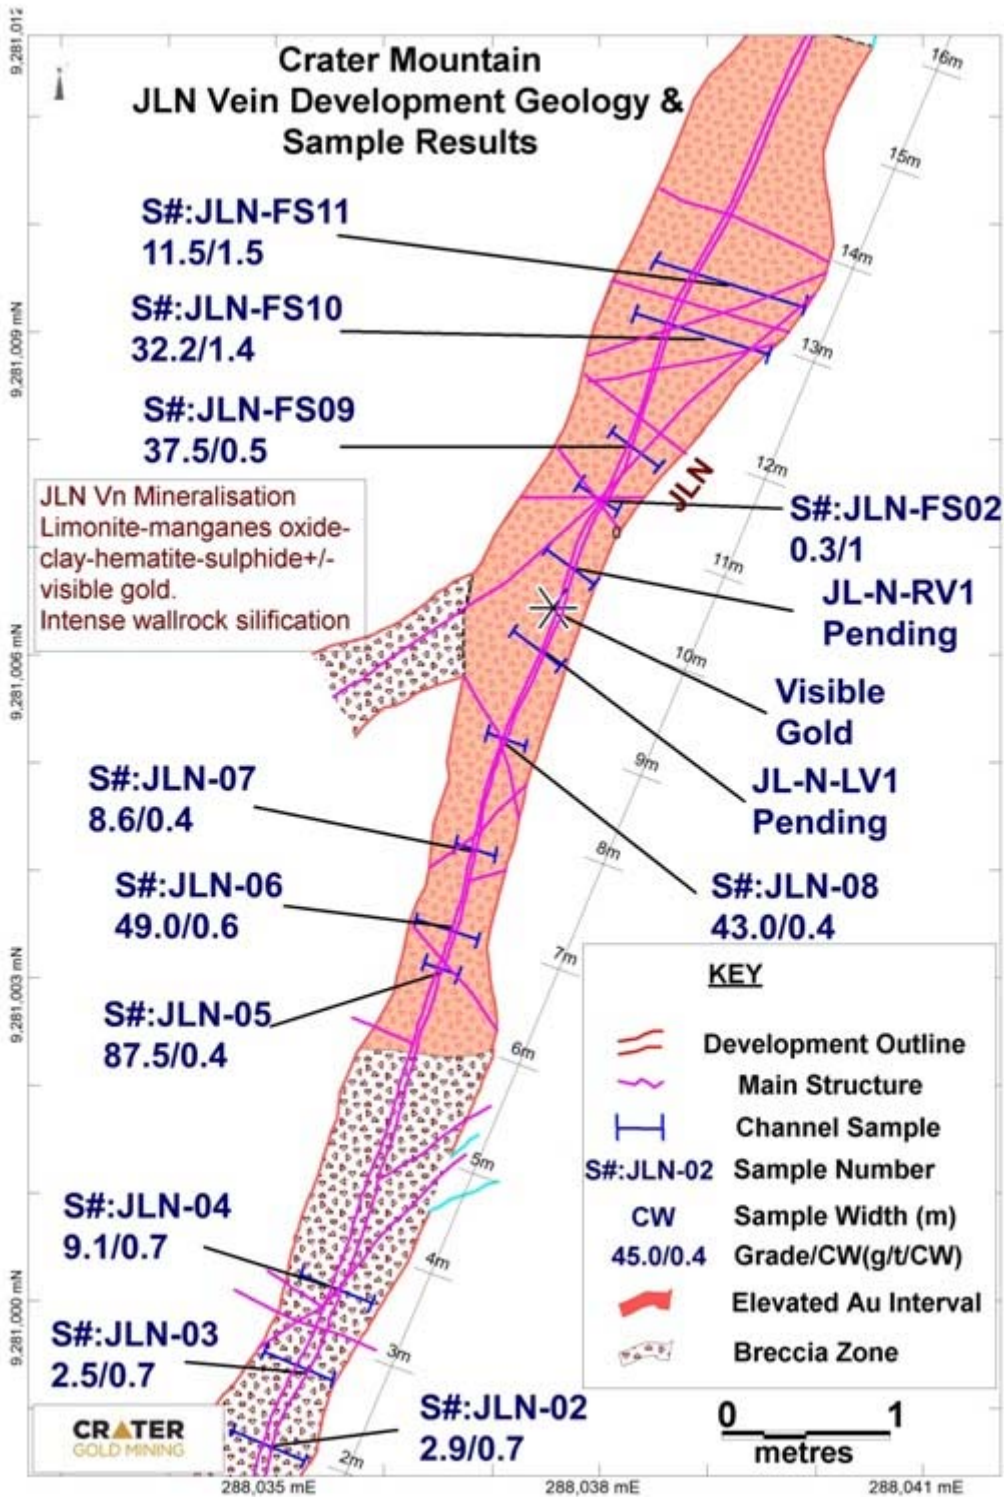 Crater Mountain
JLN Vein Development Geology &
Sample Results
9,281,012
9,281,009 mN
9,281,006 mN
9,281,003 mN
9,281,000 mN
16m
15m
14m
13m
12m
11m
10m
9m
8m
7m
6m
5m
4m
3m
2m
S#:JLN-FS11
11.5/1.5
S#:JLN-FS10
32.2/1.4
S#:JLN-FS09
37.5/0.5
JLN Vn Mineralisation
Limonite-manganes oxide-
clay-hematite-sulphide+/-
visible gold.
Intense wallrock silification
JLN
0
S#:JLN-FS02
0.3/1
JL-N-RV1
Pending
Visible
Gold
JL-N-LV1
Pending
S#:JLN-07
8.6/0.4
S#:JLN-08
43.0/0.4
S#:JLN-06
49.0/0.6
S#:JLN-05
87.5/0.4
S#:JLN-04
9.1/0.7
S#:JLN-03
2.5/0.7
S#:JLN-02
2.9/0.7
KEY
Development Outline
Main Structure
Channel Sample
S#:JLN-02 Sample Number
CW Sample Width (m)
45.0/0.4 Grade/CW(g/t/CW)
Elevated Au Interval
Breccia Zone
0 1
metres
CRATER
GOLD MINING
288,035 mE
288,038 mE
288,041 mE